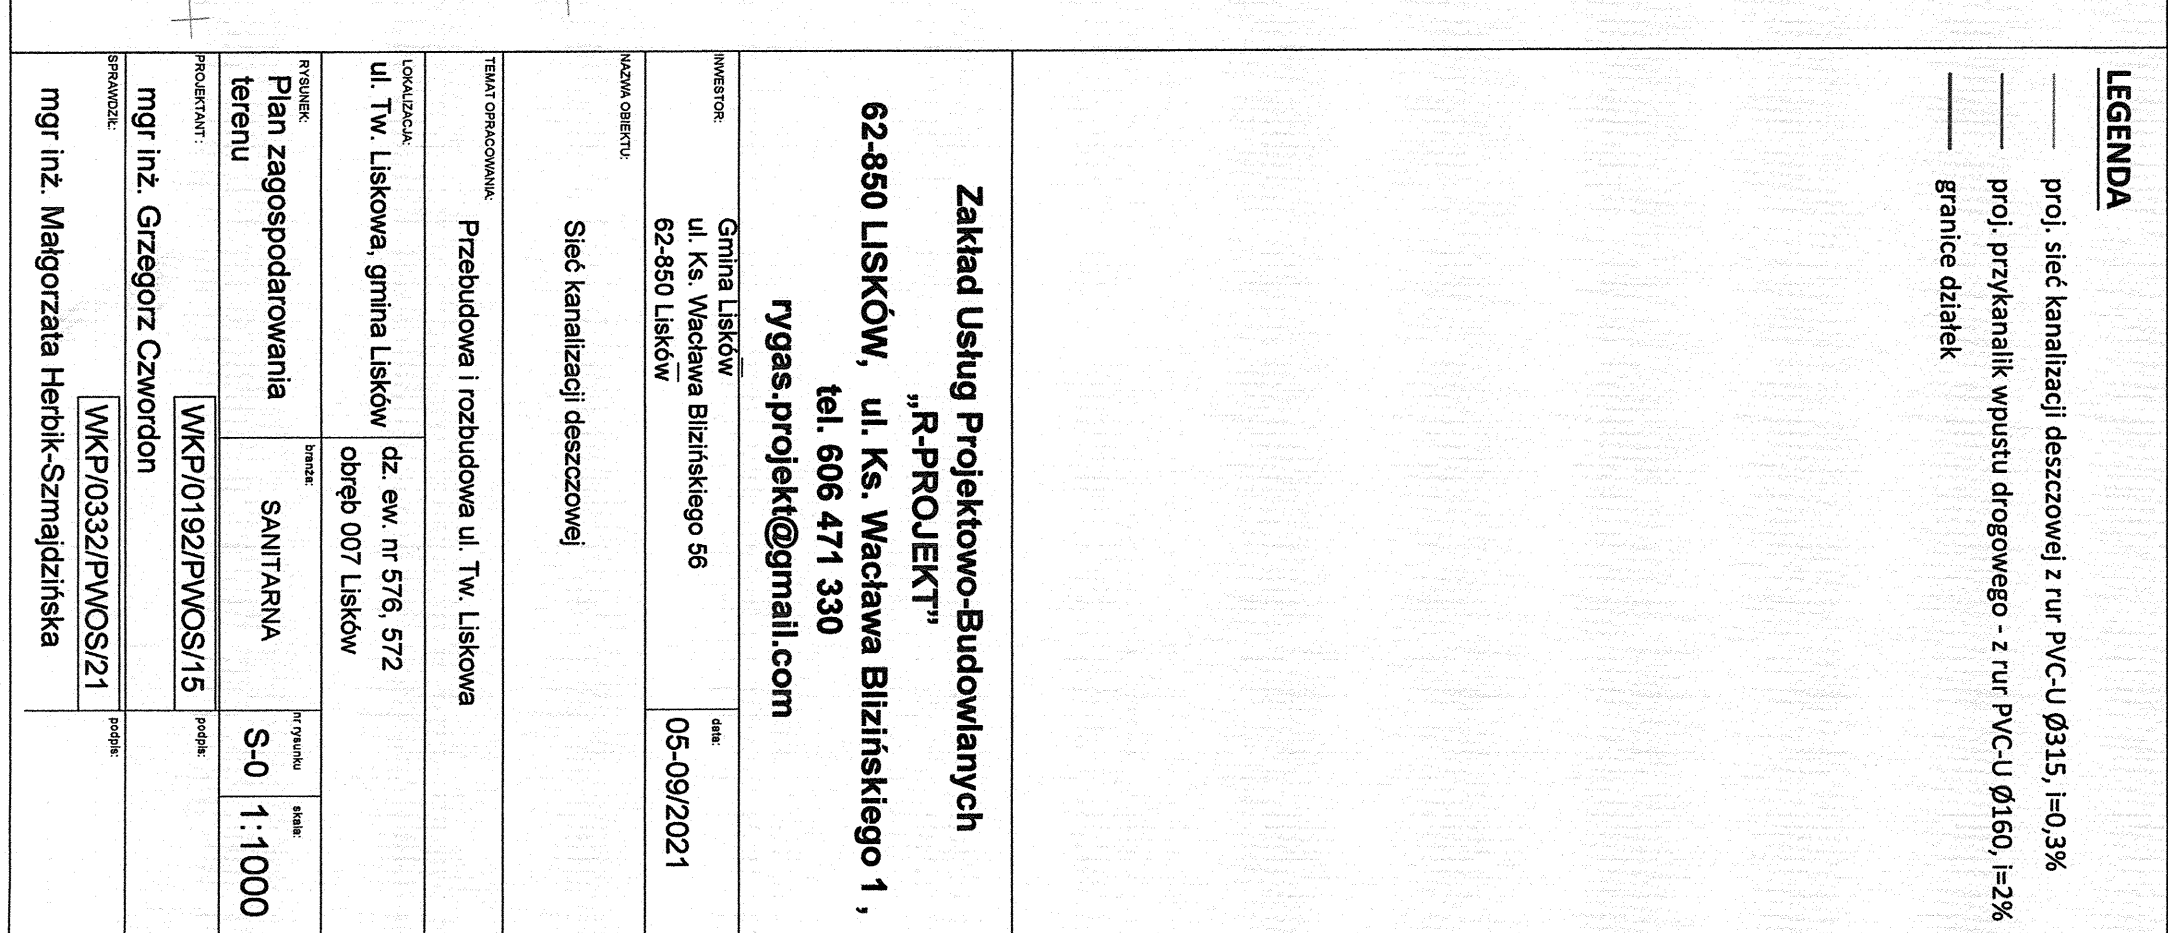 LEGENDA
proj. sieć kanalizacji deszczowej z rur PVC-U Ø315, i=0,3%
proj. przykanalik wpustu drogowego - z rur PVC-U Ø160, i=2%
granice działek
Zakład Usług Projektowo-Budowlanych
„R-PROJEKT”
62-850 LISKÓW, ul. Ks. Wacława Blizińskiego 1 ,
tel. 606 471 330
rygas.projekt@gmail.com
INWESTOR:
Gmina Lisków
ul. Ks. Wacława Blizińskiego 56
62-850 Lisków
data:
05-09/2021
NAZWA OBIEKTU:
Sieć kanalizacji deszczowej
TEMAT OPRACOWANIA:
Przebudowa i rozbudowa ul. Tw. Liskowa
LOKALIZACJA:
ul. Tw. Liskowa, gmina Lisków
dz. ew. nr 576, 572
obręb 007 Lisków
RYSUNEK:
Plan zagospodarowania
terenu
branża:
SANITARNA
nr rysunku
S-0
skala:
1:1000
PROJEKTANT:
WKP/0192/PWOS/15
mgr inż. Grzegorz Czwordon
podpis:
SPRAWDZIŁ:
WKP/0332/PWOS/21
mgr inż. Małgorzata Herbik-Szmajdzińska
podpis: